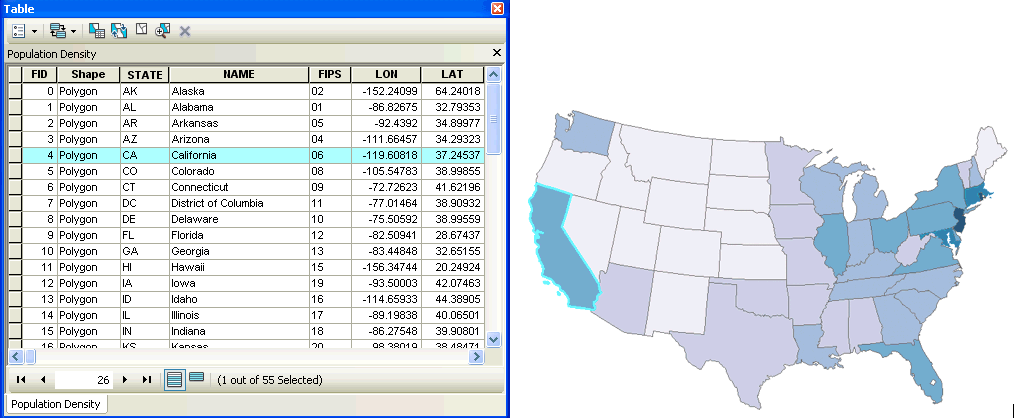 Table
Population Density
FID Shape STATE NAME FIPS LON LAT
0 Polygon AK Alaska 02 -152.24099 64.24018
1 Polygon AL Alabama 01 -86.82675 32.79353
2 Polygon AR Arkansas 05 -92.4392 34.89977
3 Polygon AZ Arizona 04 -111.66457 34.29323
4 Polygon CA California 06 -119.60818 37.24537
5 Polygon CO Colorado 08 -105.54783 38.99855
6 Polygon CT Connecticut 09 -72.72623 41.62196
7 Polygon DC District of Columbia 11 -77.01464 38.90932
8 Polygon DE Delaware 10 -75.50592 38.99559
9 Polygon FL Florida 12 -82.50941 28.67437
10 Polygon GA Georgia 13 -83.44848 32.65155
11 Polygon HI Hawaii 15 -156.34744 20.24924
12 Polygon IA Iowa 19 -93.50003 42.07463
13 Polygon ID Idaho 16 -114.65933 44.38905
14 Polygon IL Illinois 17 -89.19838 40.06501
15 Polygon IN Indiana 18 -86.27548 39.90801
16 Polygon KS Kansas 20 -98.38019 38.48471
26 (1 out of 55 Selected)
Population Density